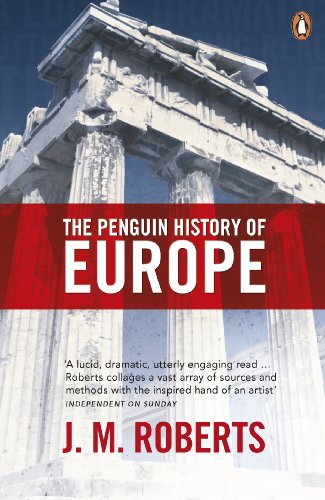 THE PENGUIN HISTORY OF
EUROPE
‘A lucid, dramatic, utterly engaging read ...
Roberts collages a vast array of sources and
methods with the inspired hand of an artist’
INDEPENDENT ON SUNDAY
J. M. ROBERTS